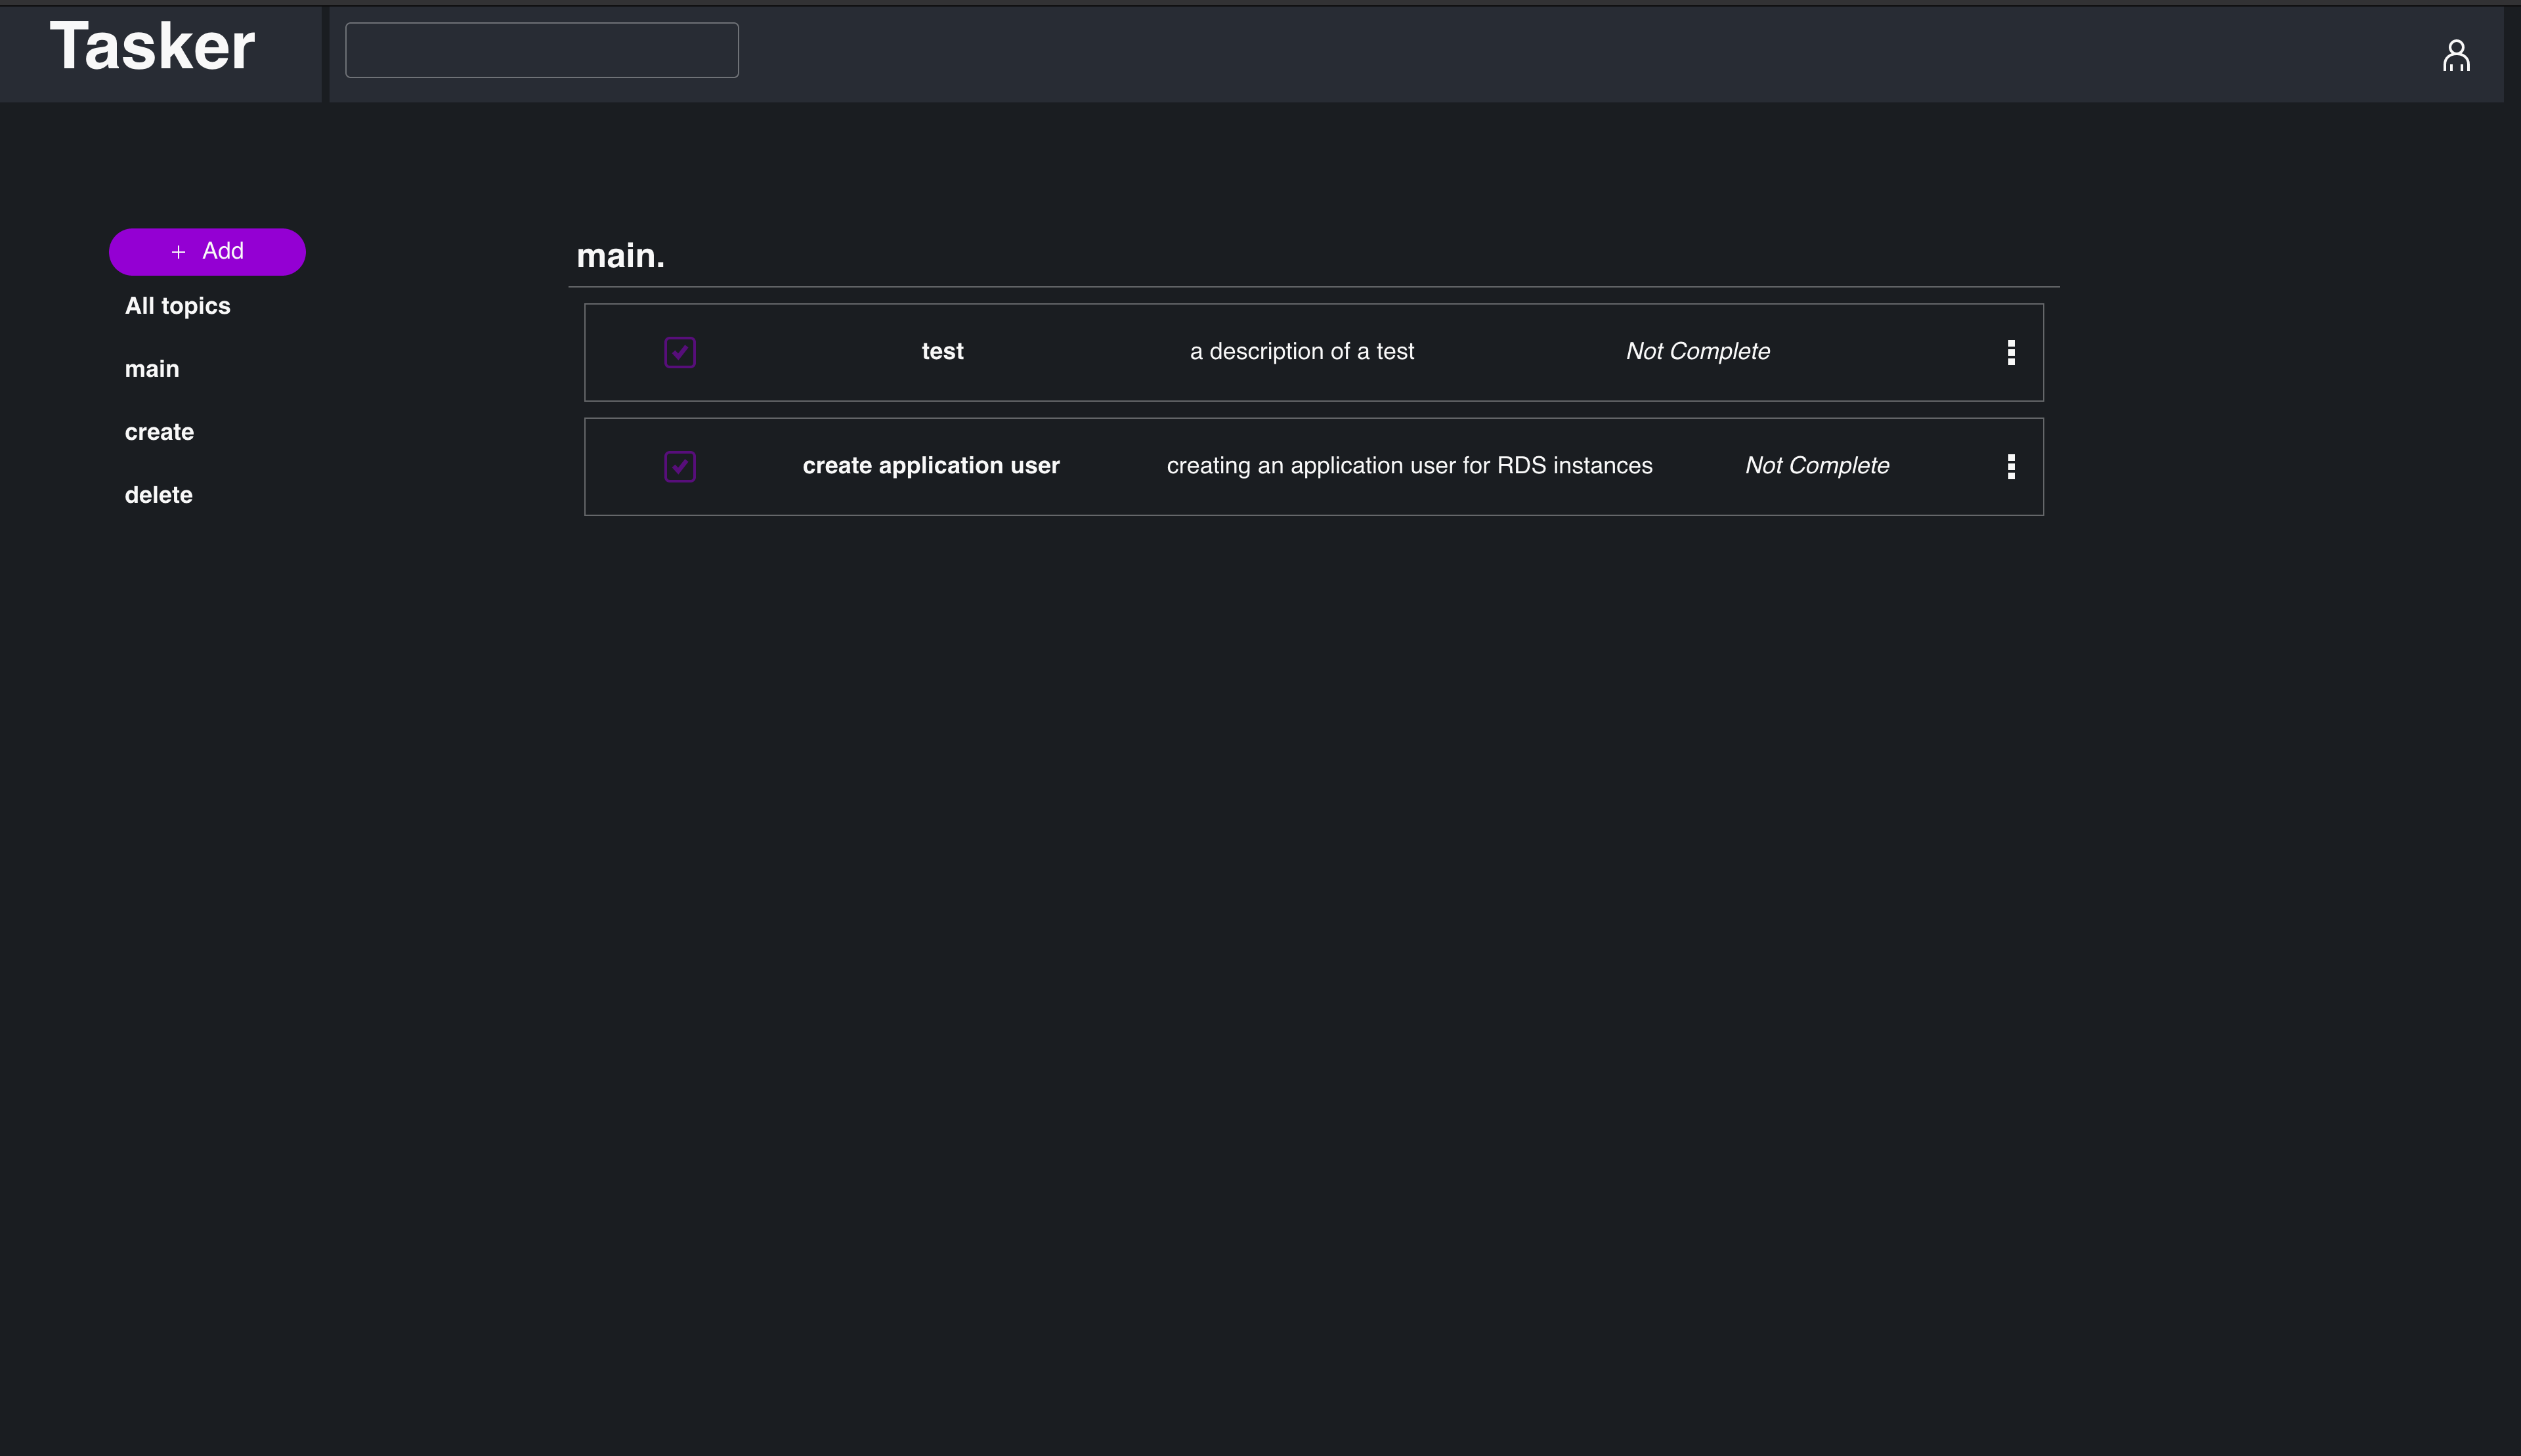 Tasker
+ Add
All topics
main
create
delete
main.
test a description of a test Not Complete
create application user creating an application user for RDS instances Not Complete